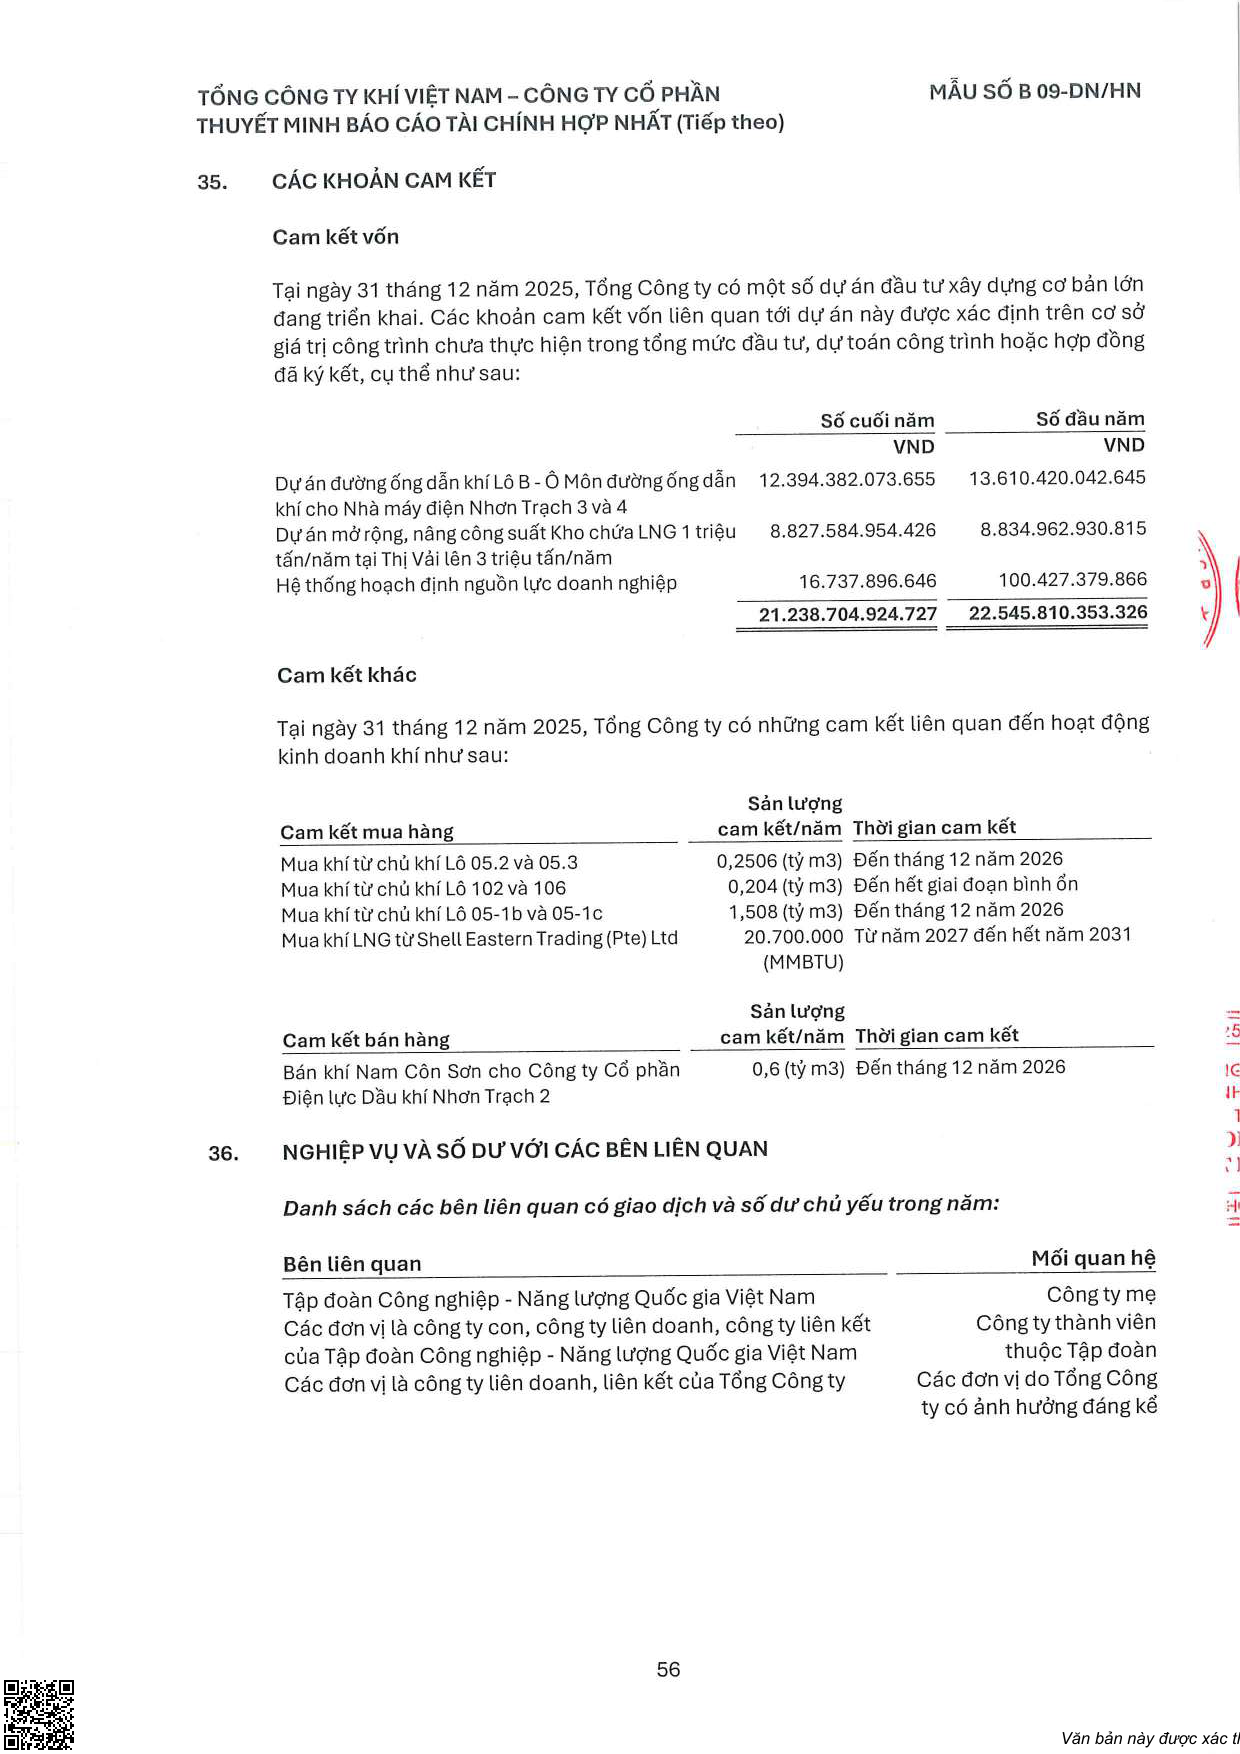 TỔNG CÔNG TY KHÍ VIỆT NAM – CÔNG TY CỔ PHẦN MẪU SỐ B 09-DN/HN
THUYẾT MINH BÁO CÁO TÀI CHÍNH HỢP NHẤT (Tiếp theo)
35. CÁC KHOẢN CAM KẾT
Cam kết vốn
Tại ngày 31 tháng 12 năm 2025, Tổng Công ty có một số dự án đầu tư xây dựng cơ bản lớn
đang triển khai. Các khoản cam kết vốn liên quan tới dự án này được xác định trên cơ sở
giá trị công trình chưa thực hiện trong tổng mức đầu tư, dự toán công trình hoặc hợp đồng
đã ký kết, cụ thể như sau:
Số cuối năm Số đầu năm
VND VND
Dự án đường ống dẫn khí Lô B - Ô Môn đường ống dẫn 12.394.382.073.655 13.610.420.042.645
khí cho Nhà máy điện Nhơn Trạch 3 và 4
Dự án mở rộng, nâng công suất Kho chứa LNG 1 triệu 8.827.584.954.426 8.834.962.930.815
tấn/năm tại Thị Vải lên 3 triệu tấn/năm
Hệ thống hoạch định nguồn lực doanh nghiệp 16.737.896.646 100.427.379.866
21.238.704.924.727 22.545.810.353.326
Cam kết khác
Tại ngày 31 tháng 12 năm 2025, Tổng Công ty có những cam kết liên quan đến hoạt động
kinh doanh khí như sau:
Sản lượng
Cam kết mua hàng cam kết/năm Thời gian cam kết
Mua khí từ chủ khí Lô 05.2 và 05.3 0,2506 (tỷ m3) Đến tháng 12 năm 2026
Mua khí từ chủ khí Lô 102 và 106 0,204 (tỷ m3) Đến hết giai đoạn bình ổn
Mua khí từ chủ khí Lô 05-1b và 05-1c 1,508 (tỷ m3) Đến tháng 12 năm 2026
Mua khí LNG từ Shell Eastern Trading (Pte) Ltd 20.700.000 Từ năm 2027 đến hết năm 2031
(MMBTU)
Sản lượng
Cam kết bán hàng cam kết/năm Thời gian cam kết
Bán khí Nam Côn Sơn cho Công ty Cổ phần 0,6 (tỷ m3) Đến tháng 12 năm 2026
Điện lực Dầu khí Nhơn Trạch 2
36. NGHIỆP VỤ VÀ SỐ DƯ VỚI CÁC BÊN LIÊN QUAN
Danh sách các bên liên quan có giao dịch và số dư chủ yếu trong năm:
Bên liên quan Mối quan hệ
Tập đoàn Công nghiệp - Năng lượng Quốc gia Việt Nam Công ty mẹ
Các đơn vị là công ty con, công ty liên doanh, công ty liên kết Công ty thành viên
của Tập đoàn Công nghiệp - Năng lượng Quốc gia Việt Nam thuộc Tập đoàn
Các đơn vị là công ty liên doanh, liên kết của Tổng Công ty Các đơn vị do Tổng Công
ty có ảnh hưởng đáng kể
56
Văn bản này được xác